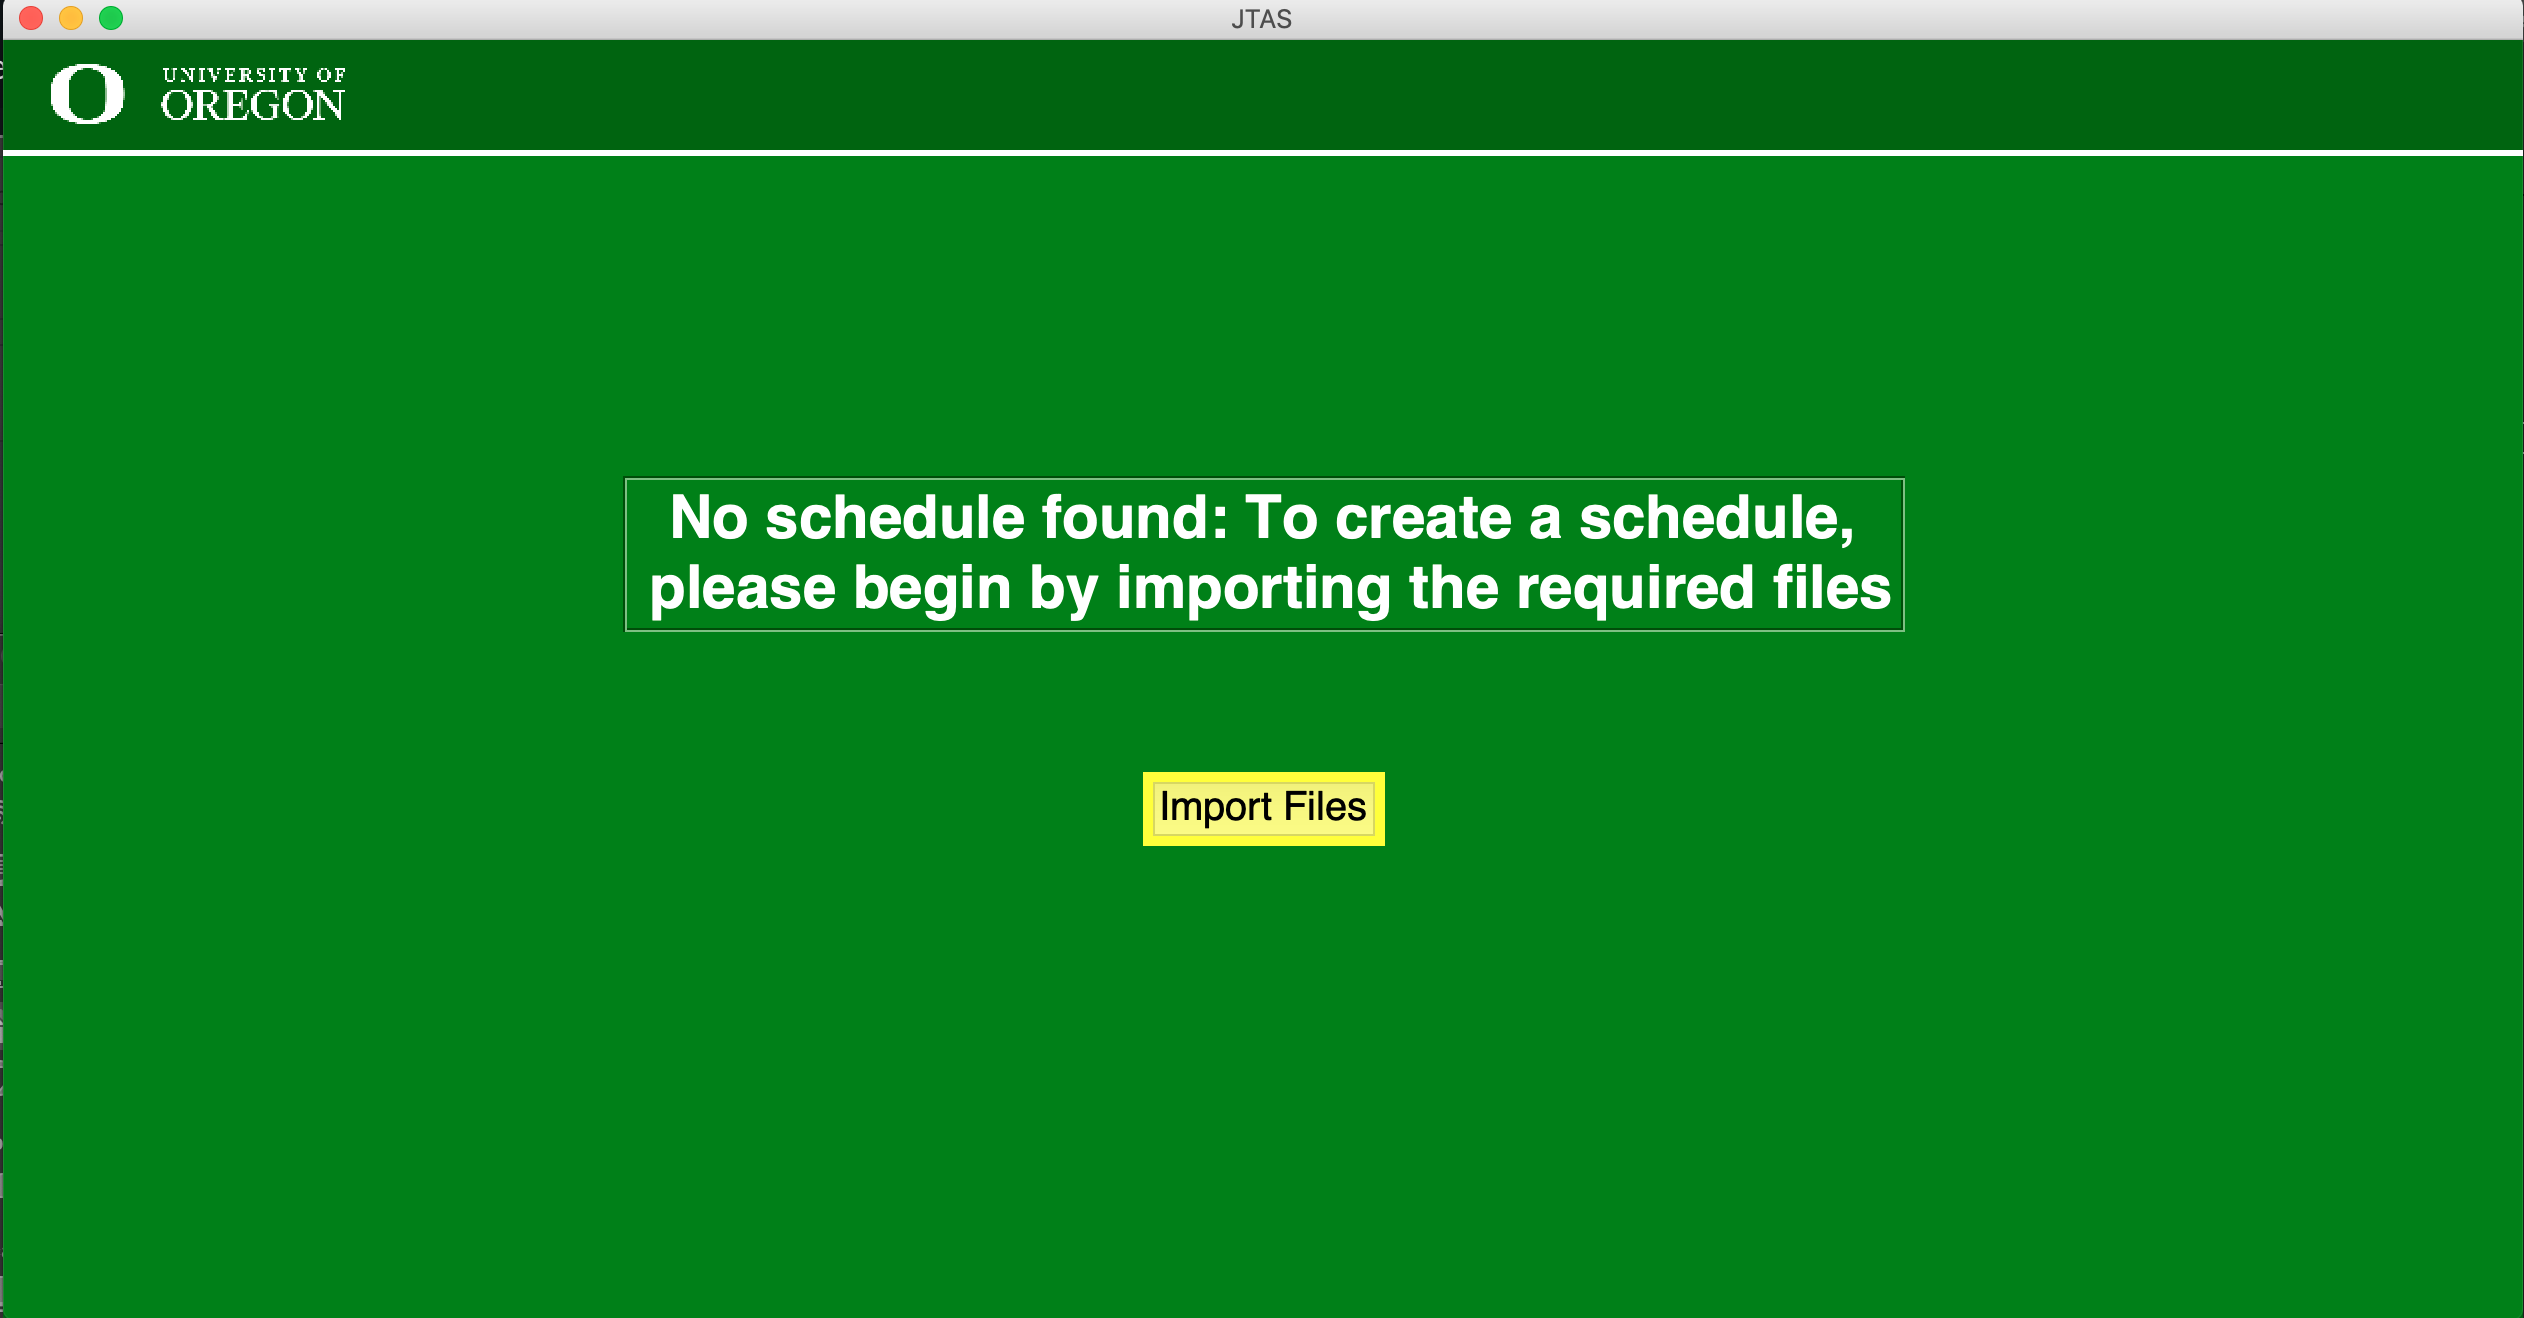 JTAS
O
UNIVERSITY OF
OREGON
No schedule found: To create a schedule,
please begin by importing the required files
Import Files